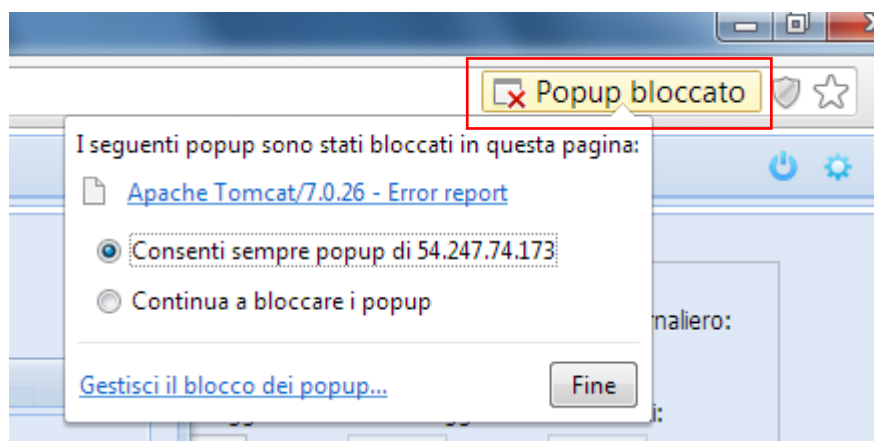 Popup bloccato
I seguenti popup sono stati bloccati in questa pagina:
Apache Tomcat/7.0.26 - Error report
Consenti sempre popup di 54.247.74.173
Continua a bloccare i popup
rnaliero:
Gestisci il blocco dei popup...
Fine
i: